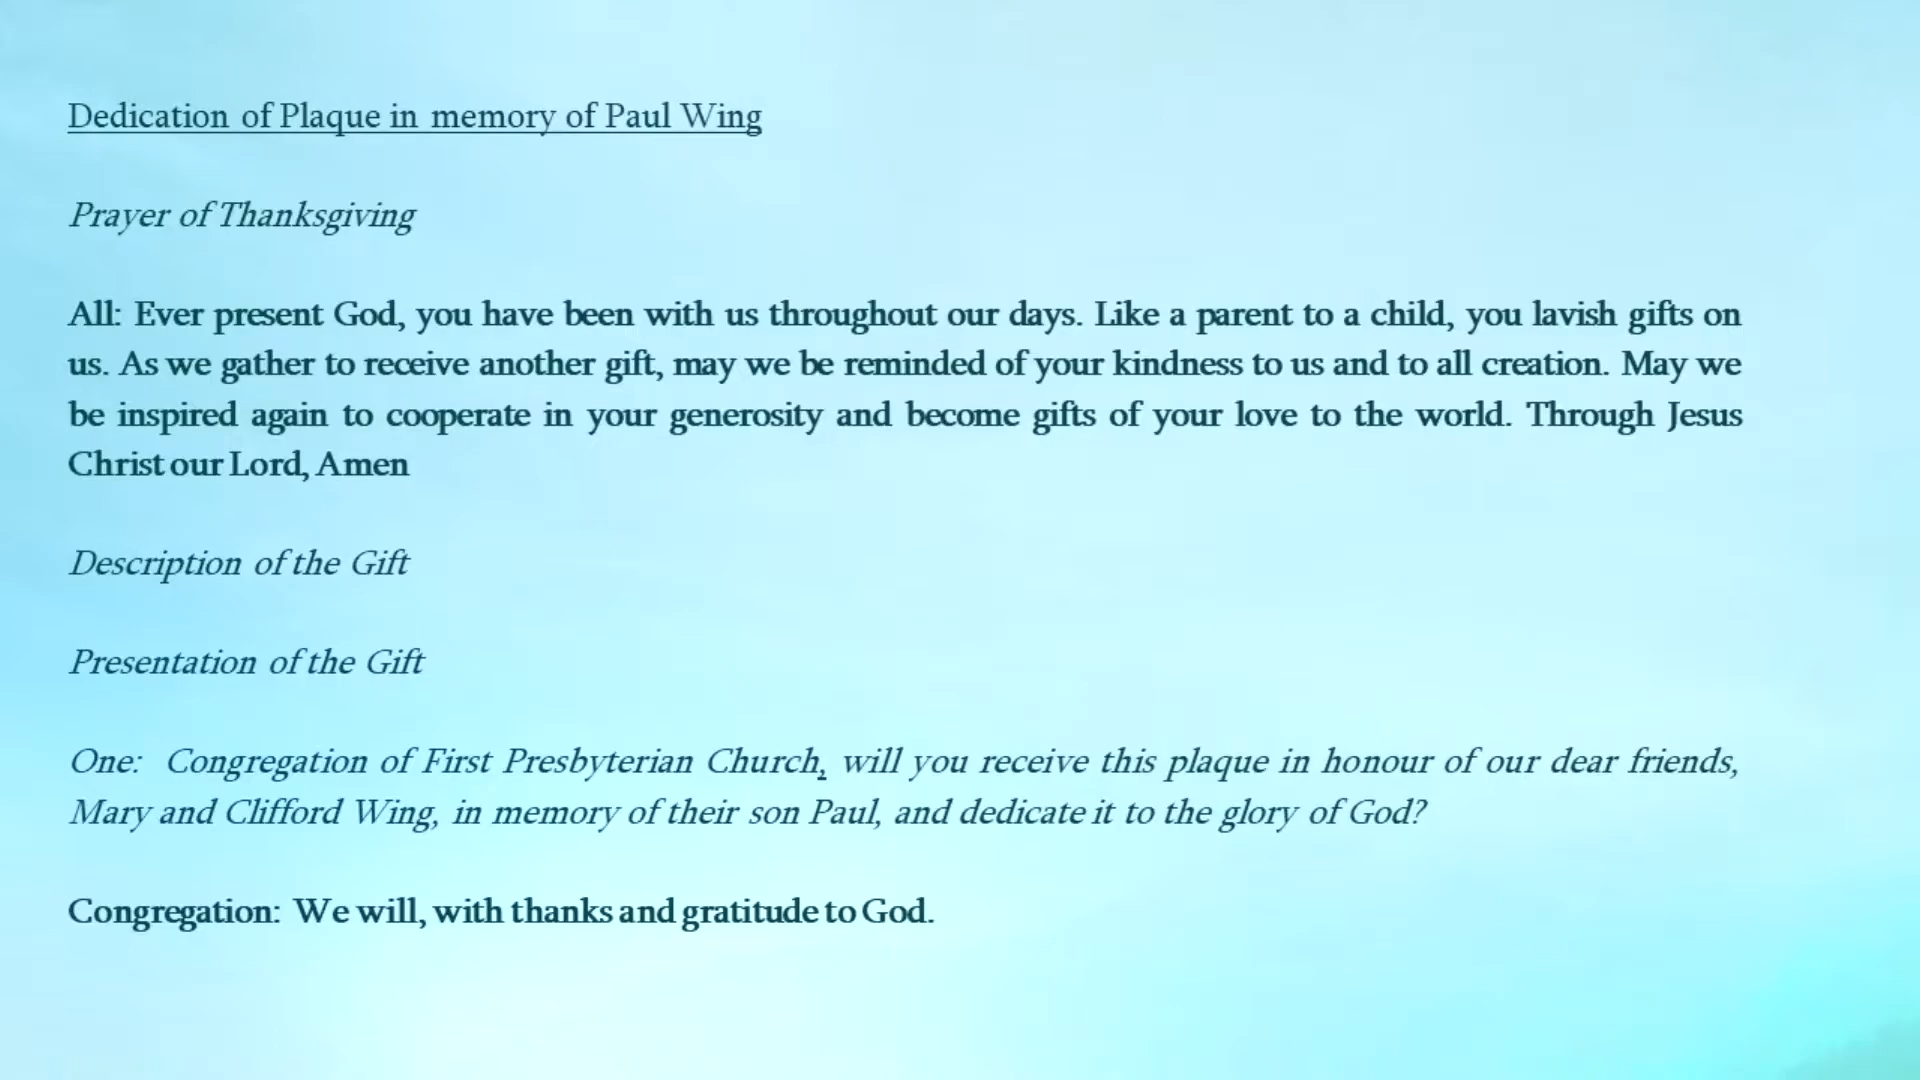 Dedication of Plaque in memory of Paul Wing
Prayer of Thanksgiving
All: Ever present God, you have been with us throughout our days. Like a parent to a child, you lavish gifts on
us. As we gather to receive another gift, may we be reminded of your kindness to us and to all creation. May we
be inspired again to cooperate in your generosity and become gifts of your love to the world. Through Jesus
Christ our Lord, Amen
Description of the Gift
Presentation of the Gift
One: Congregation of First Presbyterian Church, will you receive this plaque in honour of our dear friends,
Mary and Clifford Wing, in memory of their son Paul, and dedicate it to the glory of God?
Congregation: We will, with thanks and gratitude to God.